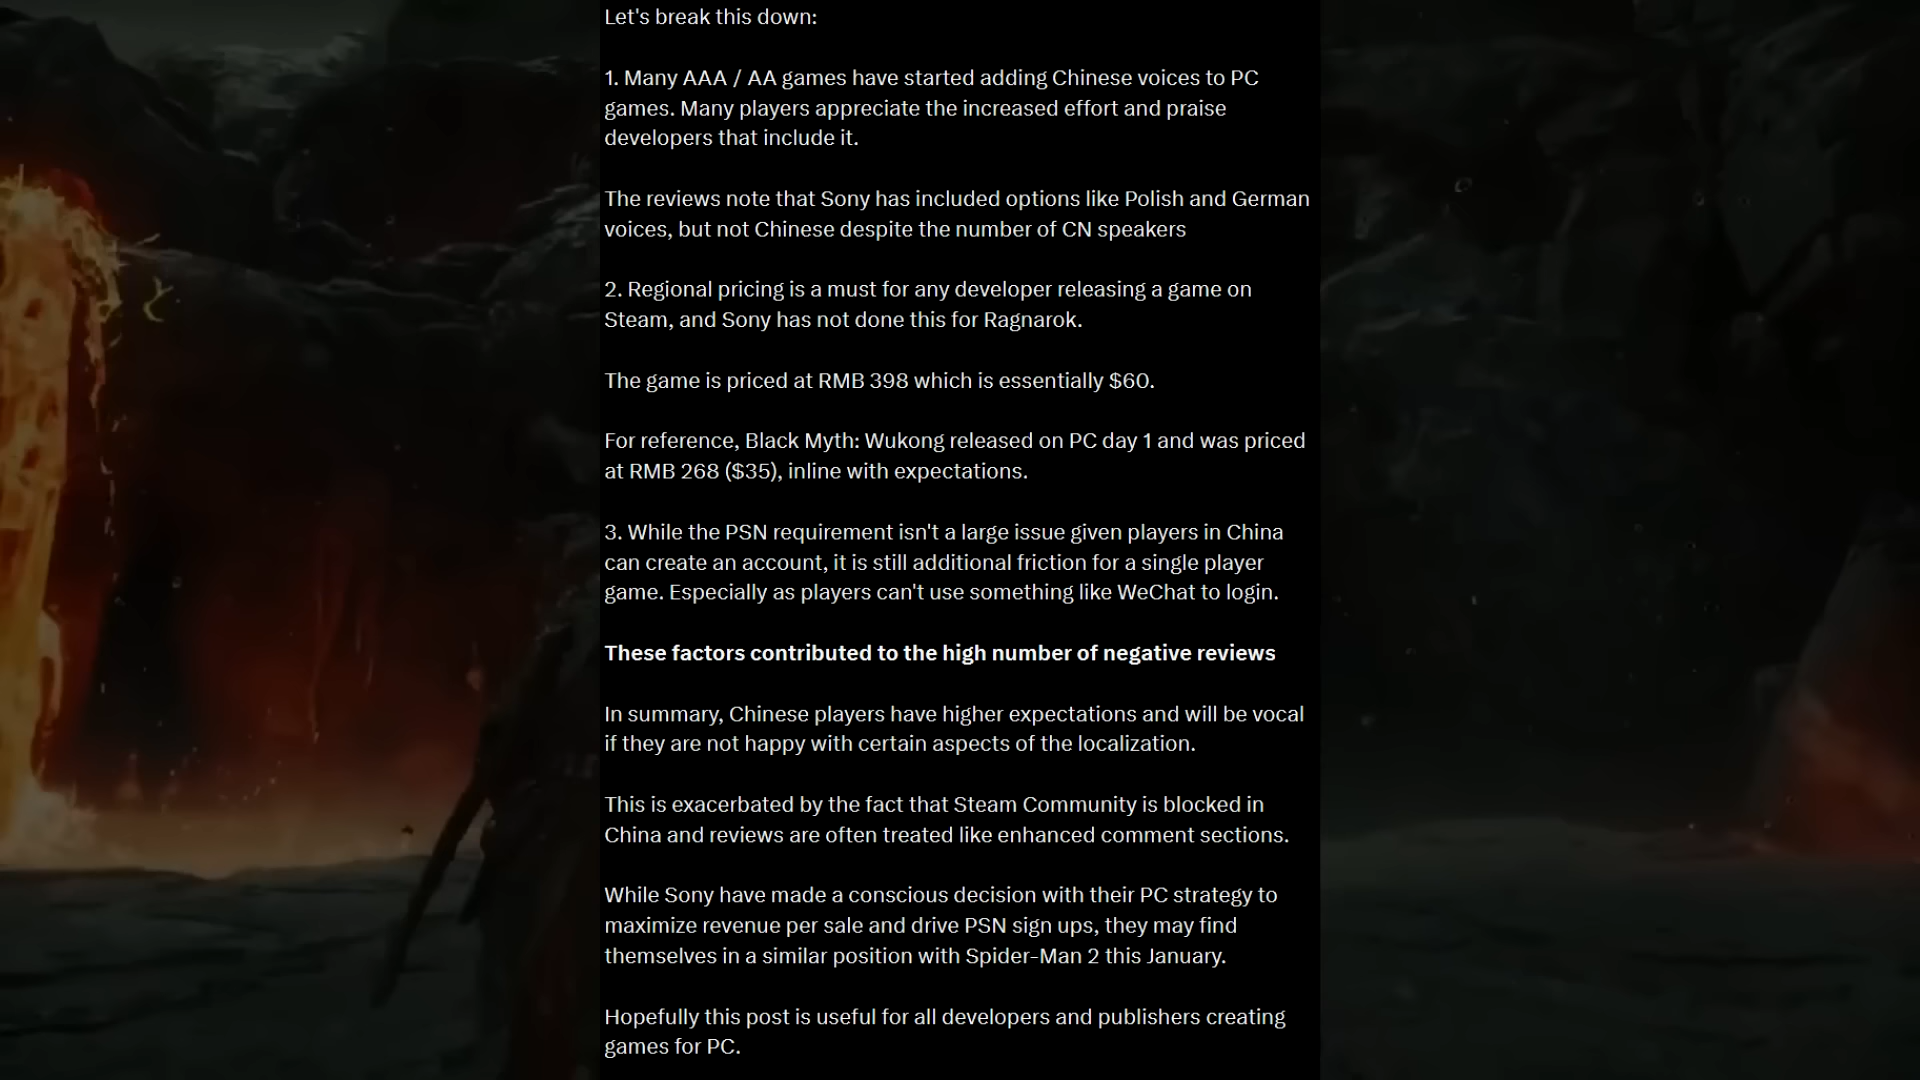 Let's break this down:
1. Many AAA / AA games have started adding Chinese voices to PC
games. Many players appreciate the increased effort and praise
developers that include it.
The reviews note that Sony has included options like Polish and German
voices, but not Chinese despite the number of CN speakers
2. Regional pricing is a must for any developer releasing a game on
Steam, and Sony has not done this for Ragnarok.
The game is priced at RMB 398 which is essentially $60.
For reference, Black Myth: Wukong released on PC day 1 and was priced
at RMB 268 ($35), inline with expectations.
3. While the PSN requirement isn't a large issue given players in China
can create an account, it is still additional friction for a single player
game. Especially as players can't use something like WeChat to login.
These factors contributed to the high number of negative reviews
In summary, Chinese players have higher expectations and will be vocal
if they are not happy with certain aspects of the localization.
This is exacerbated by the fact that Steam Community is blocked in
China and reviews are often treated like enhanced comment sections.
While Sony have made a conscious decision with their PC strategy to
maximize revenue per sale and drive PSN sign ups, they may find
themselves in a similar position with Spider-Man 2 this January.
Hopefully this post is useful for all developers and publishers creating
games for PC.